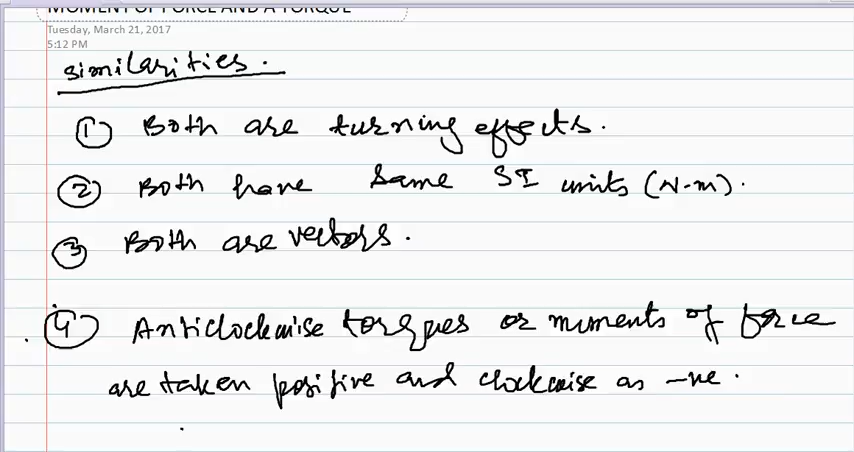 MOMENT OF FORCE AND A TORQUE
Tuesday, March 21, 2017
5:12 PM
Similarities.
① Both are turning effects.
② Both have same SI units (N-m).
③ Both are vectors.
④ Anticlockwise torques or moments of force
are taken positive and clockwise as -ve.